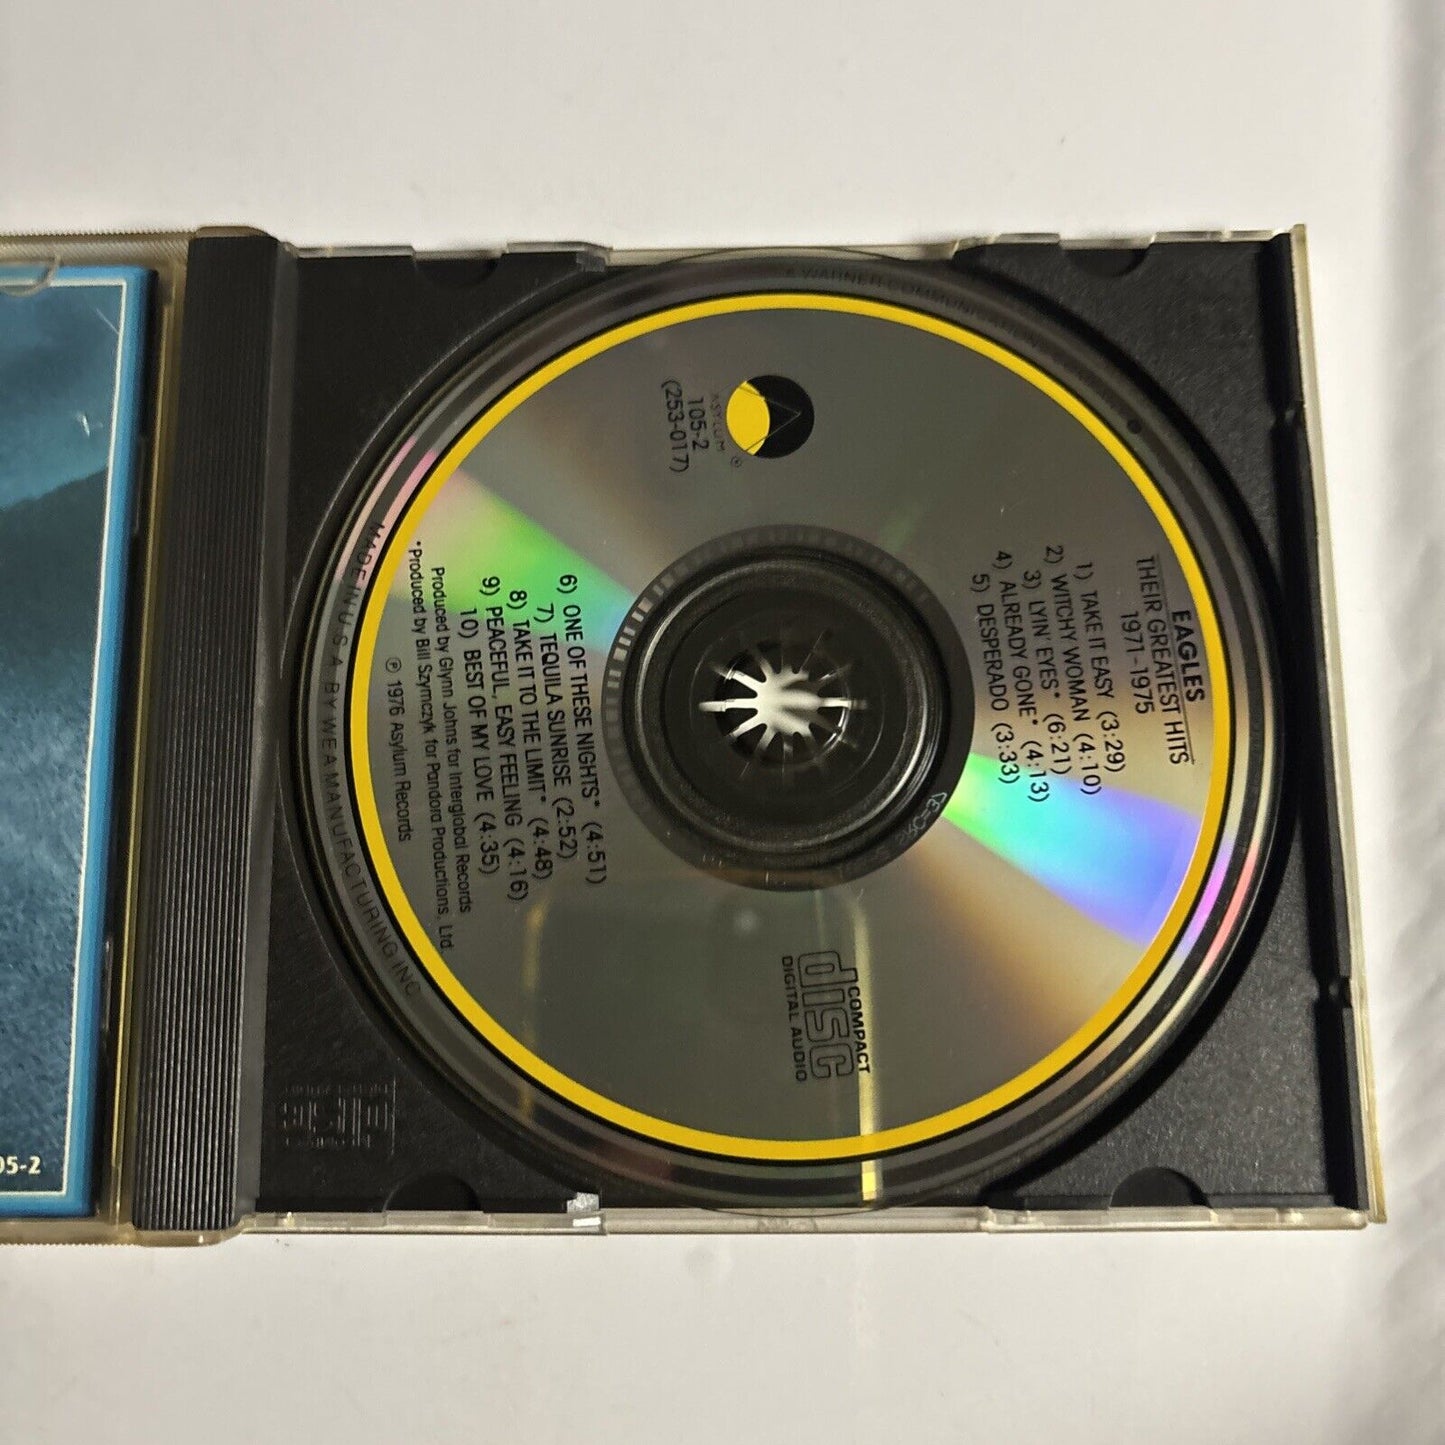 A WARNER COMMUNICATIONS
ASYLUM
®
105-2
(253-017)
EAGLES
THEIR GREATEST HITS
1971-1975
1) TAKE IT EASY (3:29)
2) WITCHY WOMAN (4:10)
3) LYIN' EYES* (6:21)
4) ALREADY GONE* (4:13)
5) DESPERADO (3:33)
6) ONE OF THESE NIGHTS* (4:51)
7) TEQUILA SUNRISE (2:52)
8) TAKE IT TO THE LIMIT* (4:48)
9) PEACEFUL, EASY FEELING (4:16)
10) BEST OF MY LOVE (4:35)
Produced by Glynn Johns for Interglobal Records
*Produced by Bill Szymczyk for Pandora Productions, Ltd.
℗ 1976 Asylum Records
MADE IN U S A BY WEA MANUFACTURING INC
COMPACT
disc
DIGITAL AUDIO
05-2